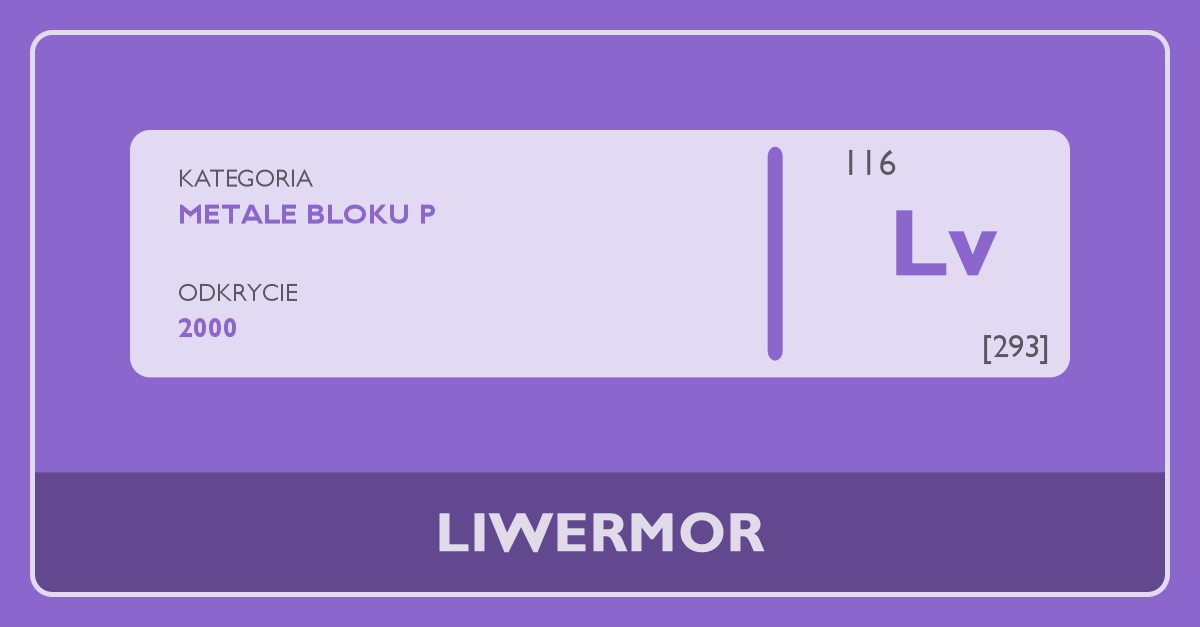 KATEGORIA
METALE BLOKU P
ODKRYCIE
2000
116
Lv
[293]
LIWERMOR